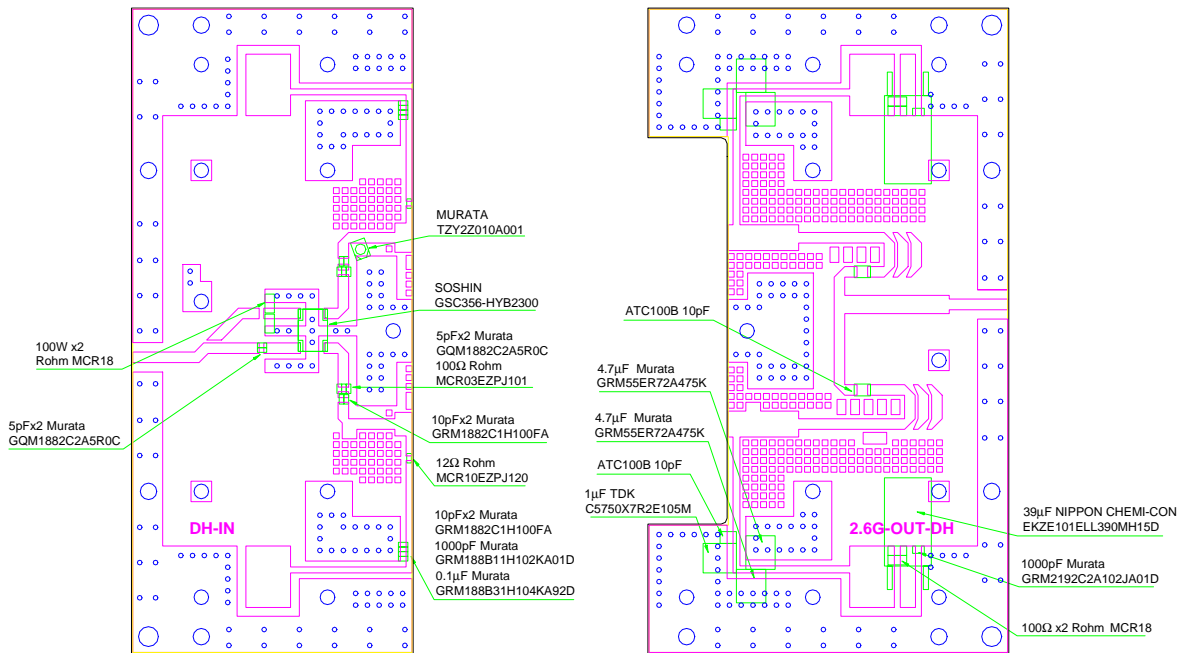 MURATA
TZY2Z010A001
SOSHIN
GSC356-HYB2300
100W x2
Rohm MCR18
5pFx2 Murata
GQM1882C2A5R0C
100Ω Rohm
MCR03EZPJ101
5pFx2 Murata
GQM1882C2A5R0C
10pFx2 Murata
GRM1882C1H100FA
12Ω Rohm
MCR10EZPJ120
10pFx2 Murata
GRM1882C1H100FA
1000pF Murata
GRM188B11H102KA01D
0.1µF Murata
GRM188B31H104KA92D
DH-IN
ATC100B 10pF
4.7µF Murata
GRM55ER72A475K
4.7µF Murata
GRM55ER72A475K
ATC100B 10pF
1µF TDK
C5750X7R2E105M
2.6G-OUT-DH
39µF NIPPON CHEMI-CON
EKZE101ELL390MH15D
1000pF Murata
GRM2192C2A102JA01D
100Ω x2 Rohm MCR18